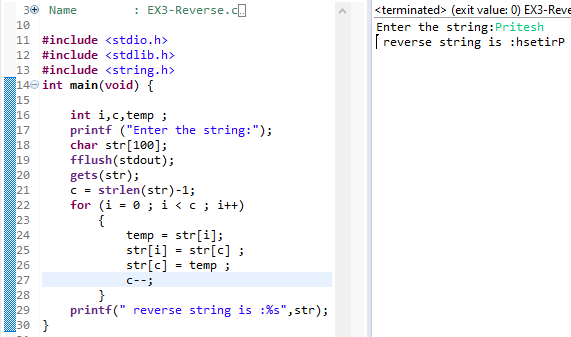 3 Name : EX3-Reverse.c
10
11 #include <stdio.h>
12 #include <stdlib.h>
13 #include <string.h>
14 int main(void) {
15
16 int i,c,temp ;
17 printf ("Enter the string:");
18 char str[100];
19 fflush(stdout);
20 gets(str);
21 c = strlen(str)-1;
22 for (i = 0 ; i < c ; i++)
23 {
24 temp = str[i];
25 str[i] = str[c] ;
26 str[c] = temp ;
27 c--;
28 }
29 printf(" reverse string is :%s",str);
30 }
<terminated> (exit value: 0) EX3-Reve
Enter the string:Pritesh
reverse string is :hsetirP